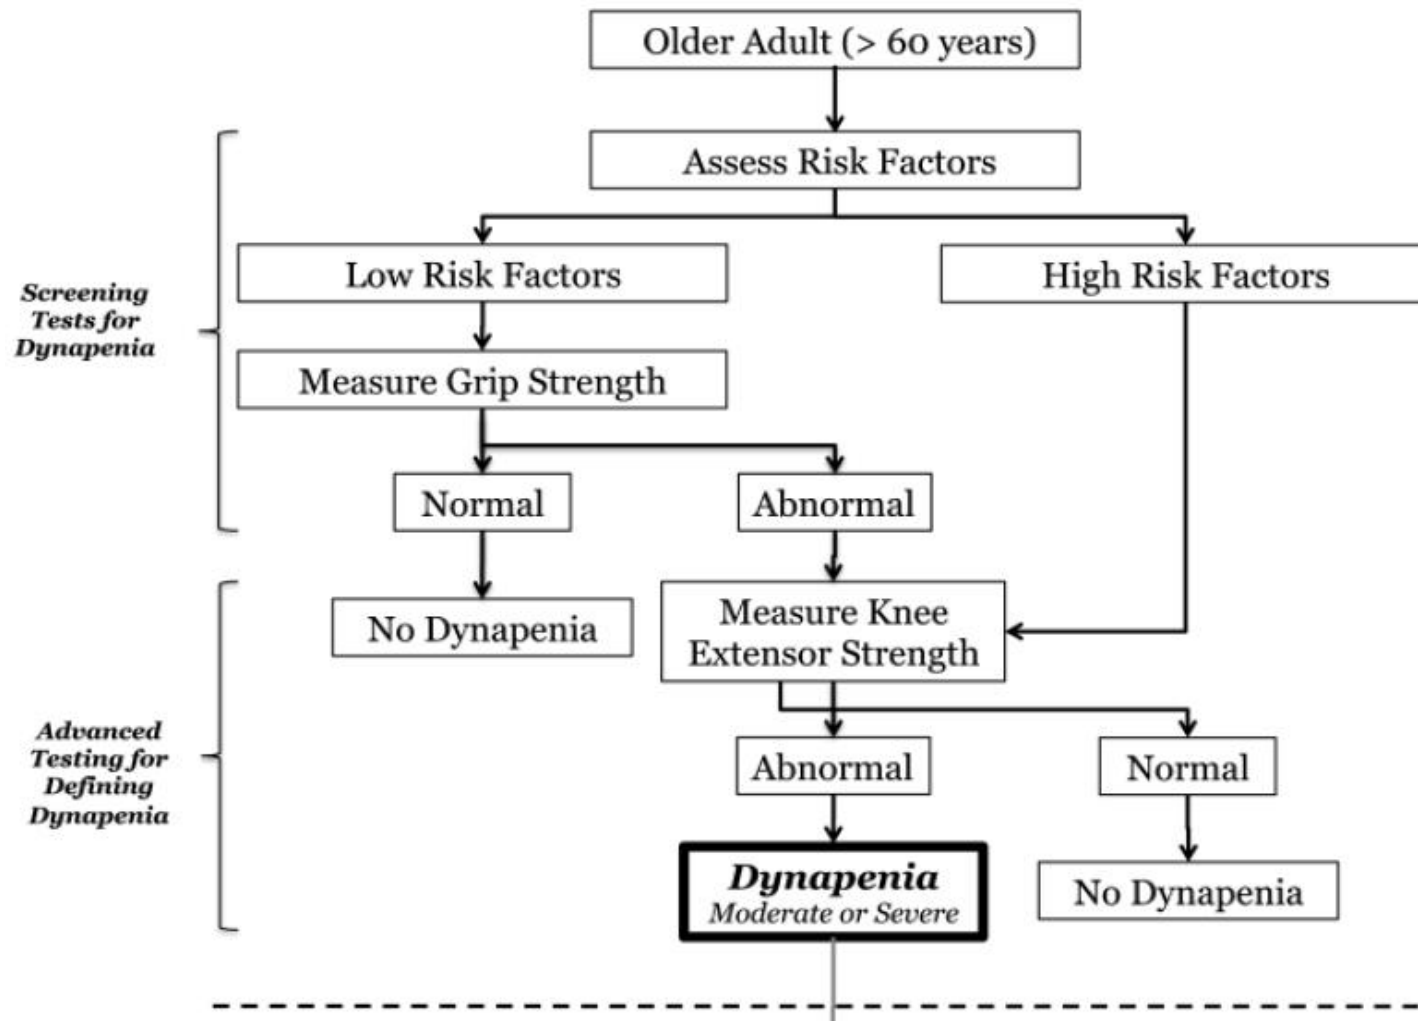 Older Adult (> 60 years)
Assess Risk Factors
Low Risk Factors
High Risk Factors
Screening
Tests for
Dynapenia
Measure Grip Strength
Normal
Abnormal
No Dynapenia
Measure Knee
Extensor Strength
Advanced
Testing for
Defining
Dynapenia
Abnormal
Normal
Dynapenia
Moderate or Severe
No Dynapenia